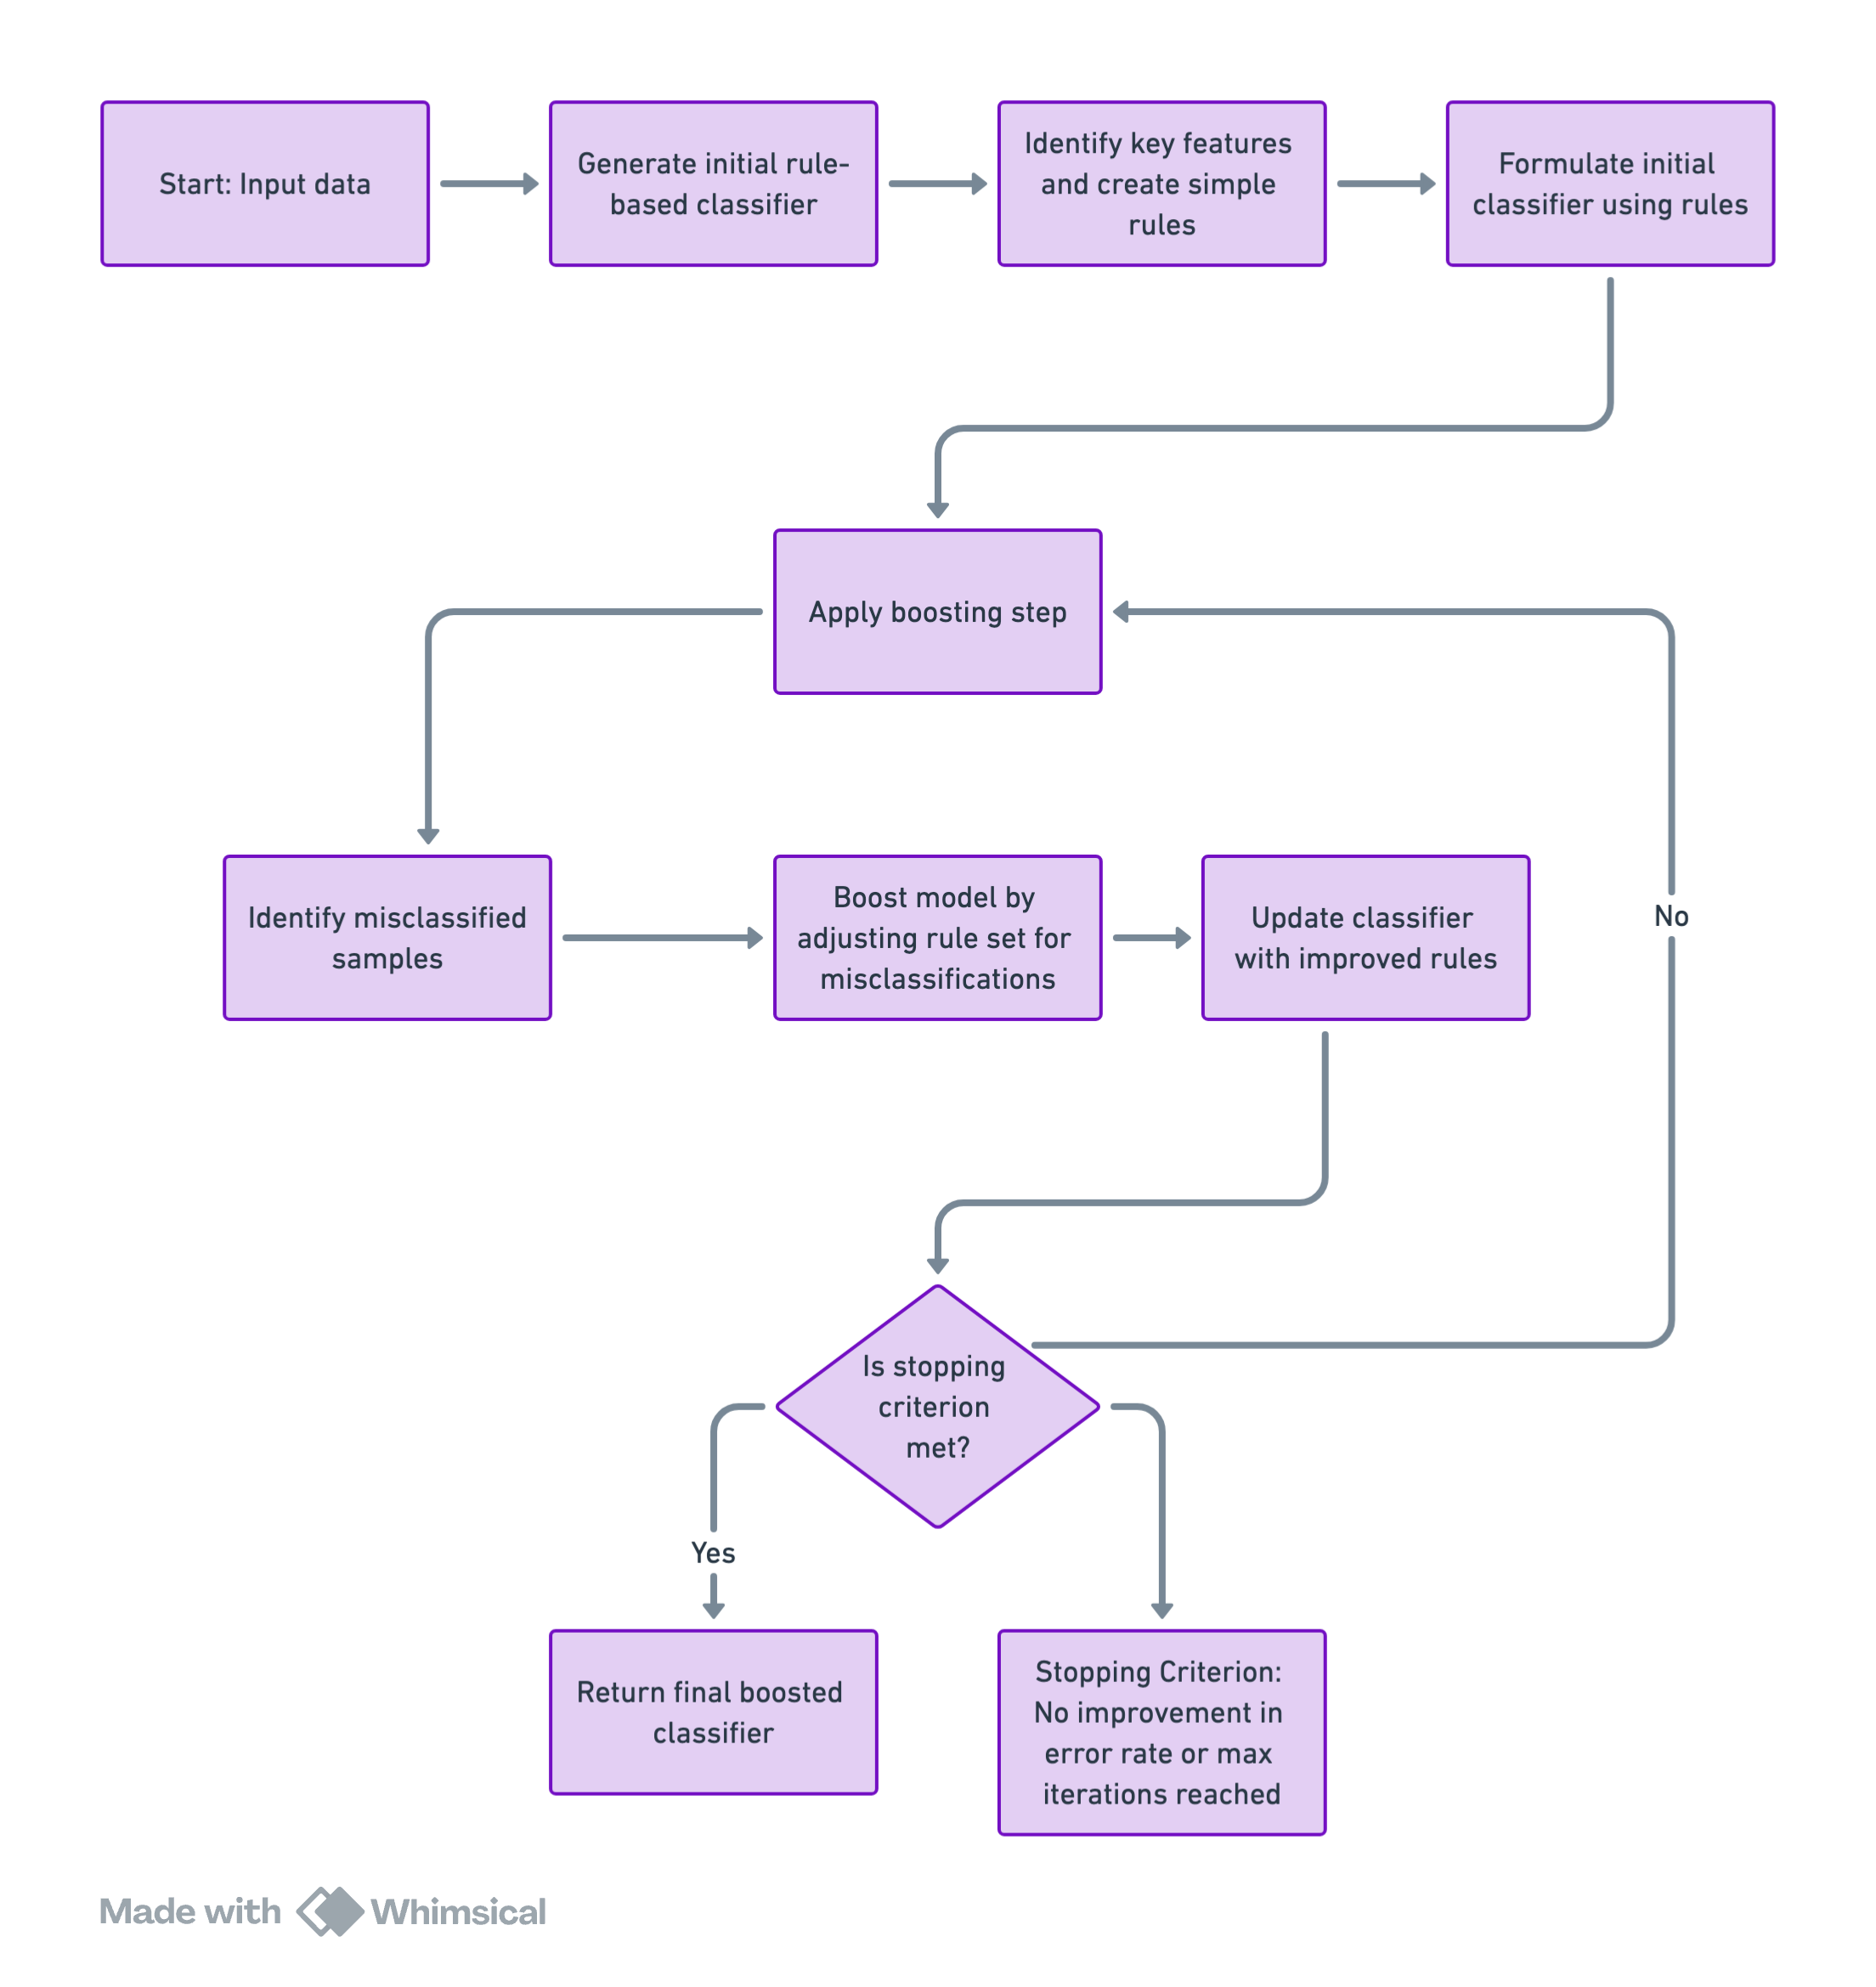 Start: Input data
Generate initial rule-
based classifier
Identify key features
and create simple
rules
Formulate initial
classifier using rules
Apply boosting step
Identify misclassified
samples
Boost model by
adjusting rule set for
misclassifications
Update classifier
with improved rules
No
Is stopping
criterion
met?
Yes
Return final boosted
classifier
Stopping Criterion:
No improvement in
error rate or max
iterations reached
Made with Whimsical